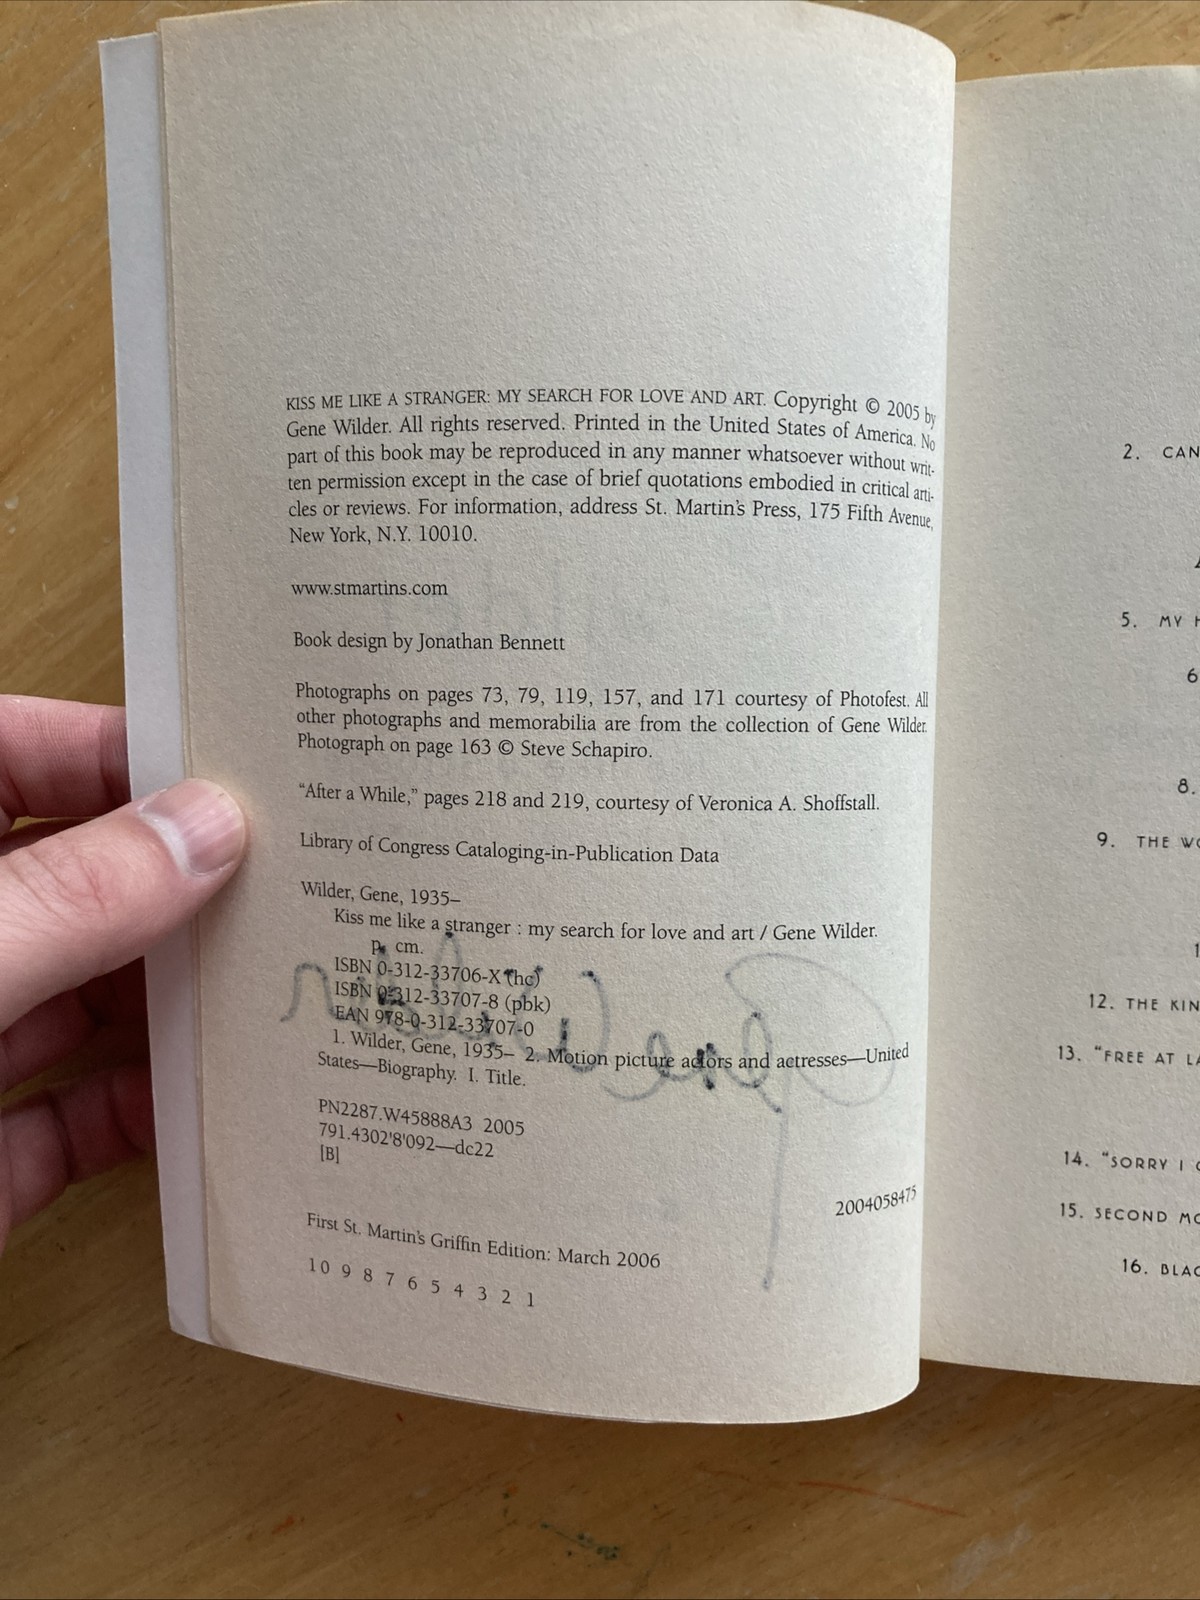 KISS ME LIKE A STRANGER: MY SEARCH FOR LOVE AND ART. Copyright © 2005 by
Gene Wilder. All rights reserved. Printed in the United States of America. No
part of this book may be reproduced in any manner whatsoever without writ-
ten permission except in the case of brief quotations embodied in critical arti-
cles or reviews. For information, address St. Martin's Press, 175 Fifth Avenue,
New York, N.Y. 10010.
www.stmartins.com
Book design by Jonathan Bennett
Photographs on pages 73, 79, 119, 157, and 171 courtesy of Photofest. All
other photographs and memorabilia are from the collection of Gene Wilder.
Photograph on page 163 © Steve Schapiro.
“After a While,” pages 218 and 219, courtesy of Veronica A. Shoffstall.
Library of Congress Cataloging-in-Publication Data
Wilder, Gene, 1935–
Kiss me like a stranger : my search for love and art / Gene Wilder.
p. cm.
ISBN 0-312-33706-X (hc)
ISBN 0-312-33707-8 (pbk)
EAN 978-0-312-33707-0
1. Wilder, Gene, 1935– 2. Motion picture actors and actresses—United
States—Biography. I. Title.
PN2287.W45888A3 2005
791.4302'8'092—dc22
[B]
2004058475
First St. Martin's Griffin Edition: March 2006
10 9 8 7 6 5 4 3 2 1
Gene Wilder
2. CAN
5. MY H
6
8.
9. THE WO
1
12. THE KIN
13. “FREE AT LA
14. “SORRY I
15. SECOND MO
16. BLAC